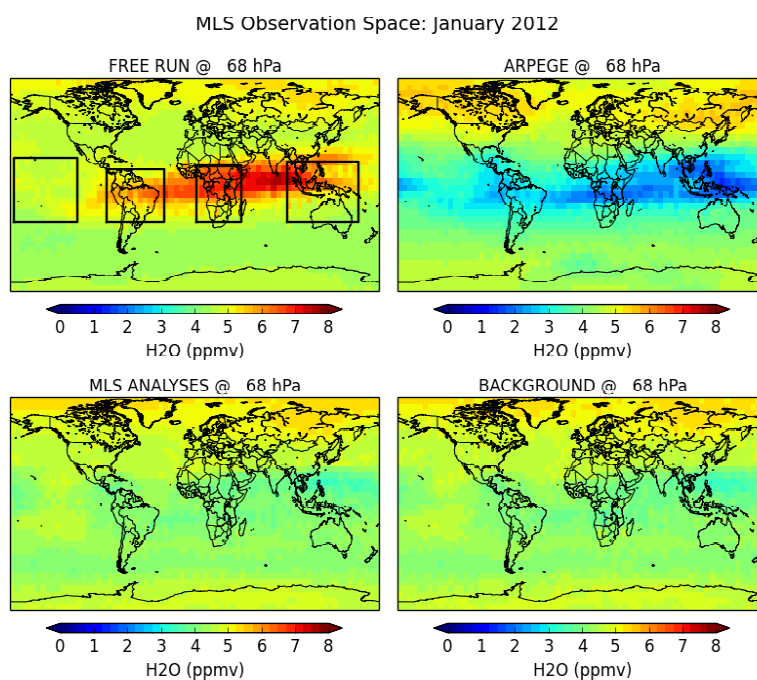 MLS Observation Space: January 2012
FREE RUN @ 68 hPa
ARPEGE @ 68 hPa
0 1 2 3 4 5 6 7 8
H2O (ppmv)
0 1 2 3 4 5 6 7 8
H2O (ppmv)
MLS ANALYSES @ 68 hPa
BACKGROUND @ 68 hPa
0 1 2 3 4 5 6 7 8
H2O (ppmv)
0 1 2 3 4 5 6 7 8
H2O (ppmv)